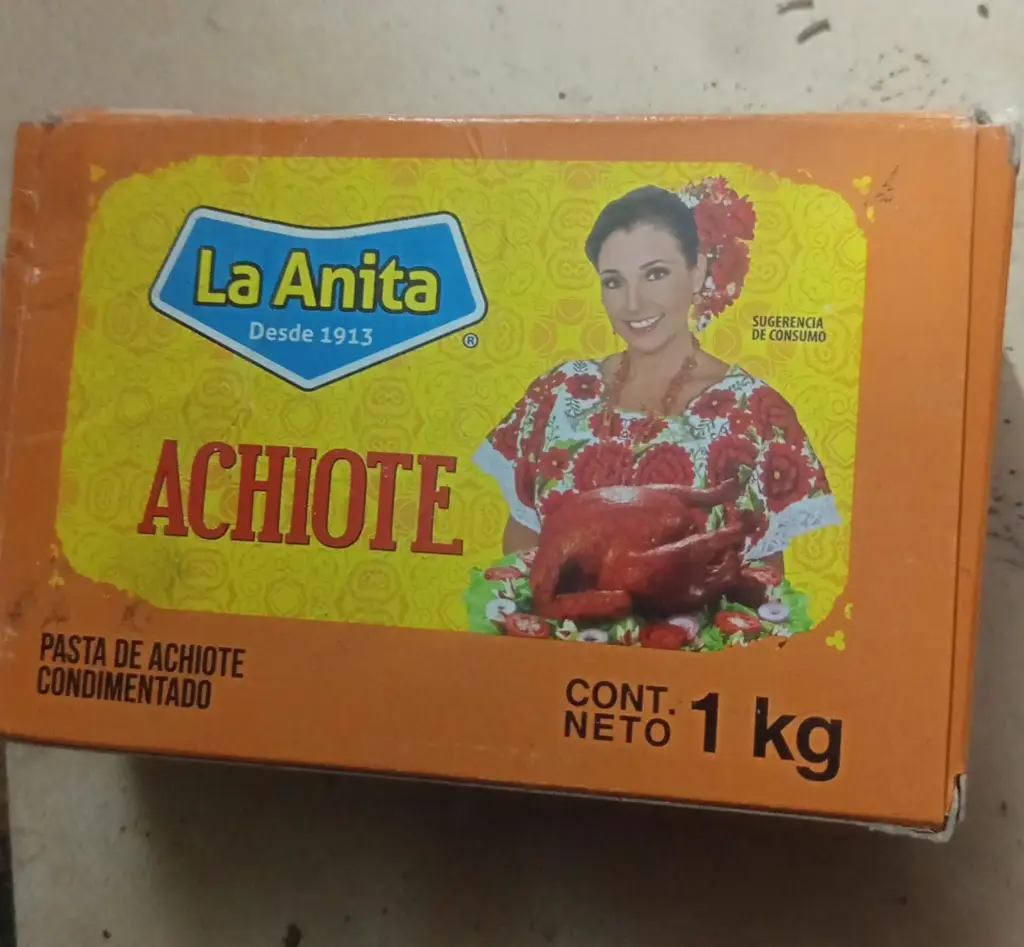 La Anita
Desde 1913
®
SUGERENCIA
DE CONSUMO
ACHIOTE
PASTA DE ACHIOTE
CONDIMENTADO
CONT.
NETO 1 kg